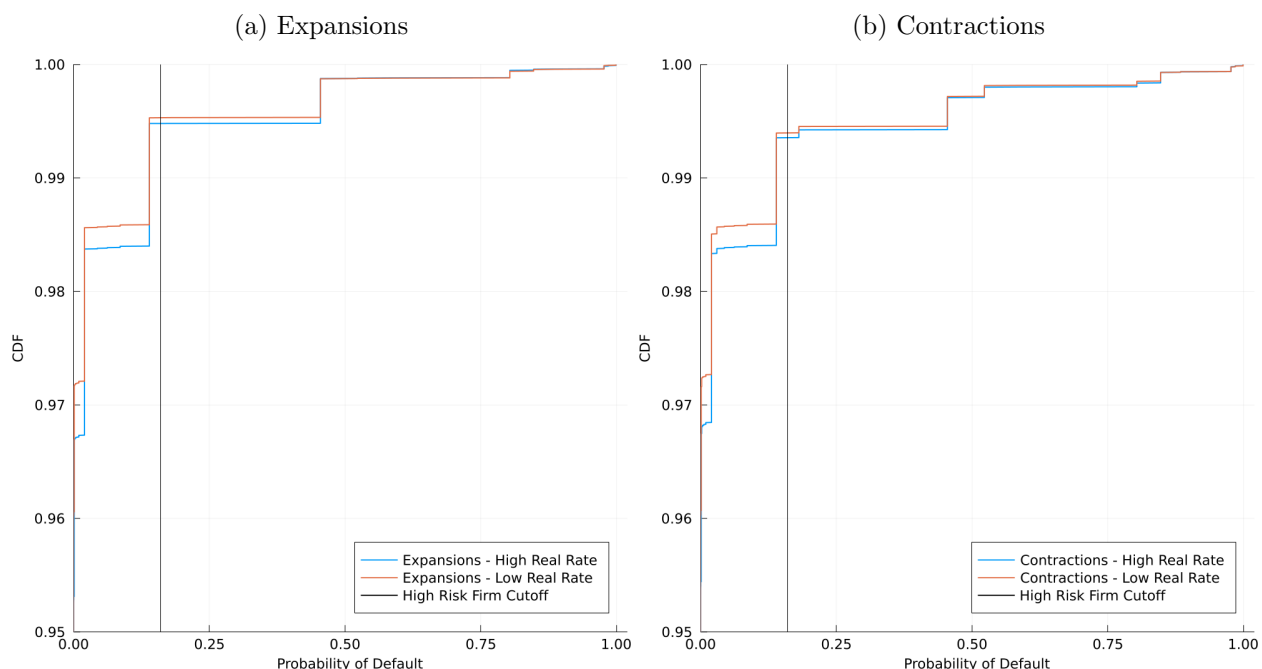 (a) Expansions
1.00
0.99
0.98
0.97
0.96
0.95
CDF
0.00
0.25
0.50
0.75
1.00
Probability of Default
Expansions - High Real Rate
Expansions - Low Real Rate
High Risk Firm Cutoff
(b) Contractions
1.00
0.99
0.98
0.97
0.96
0.95
CDF
0.00
0.25
0.50
0.75
1.00
Probability of Default
Contractions - High Real Rate
Contractions - Low Real Rate
High Risk Firm Cutoff